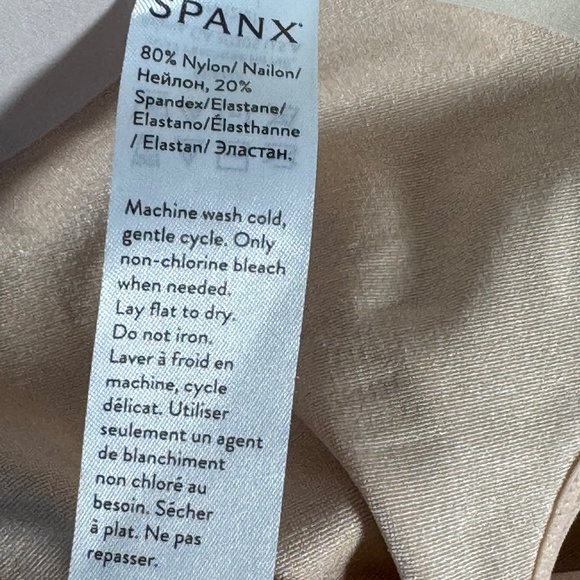 SPANX
80% Nylon/ Nailon/
Нейлон, 20%
Spandex/Elastane/
Elastano/Élasthanne
/ Elastan/ Эластан.
Machine wash cold,
gentle cycle. Only
non-chlorine bleach
when needed.
Lay flat to dry.
Do not iron.
Laver à froid en
machine, cycle
délicat. Utiliser
seulement un agent
de blanchiment
non chloré au
besoin. Sécher
à plat. Ne pas
repasser.